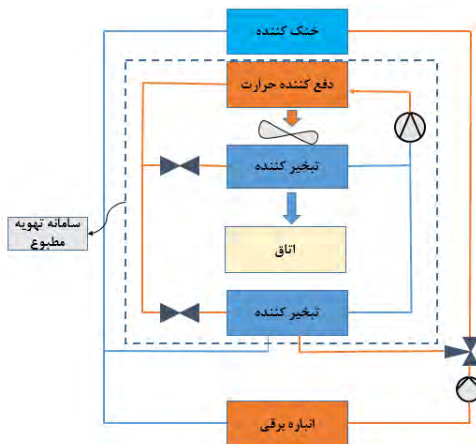 خنک کننده
دفع کننده حرارت
تبخیر کننده
سامانه تهویه
مطبوع
اتاق
تبخیر کننده
انباره برقی